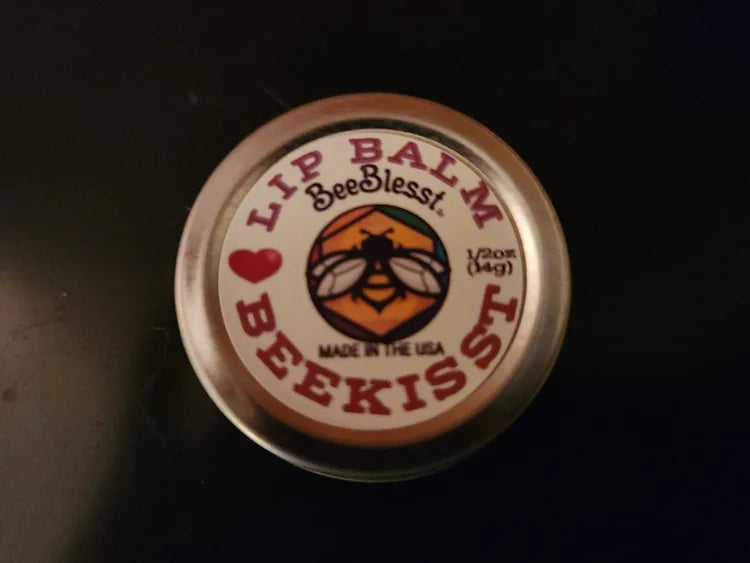 LIP BALM
BeeBlesst
1/2oz
(14g)
MADE IN THE USA
BEEKISST